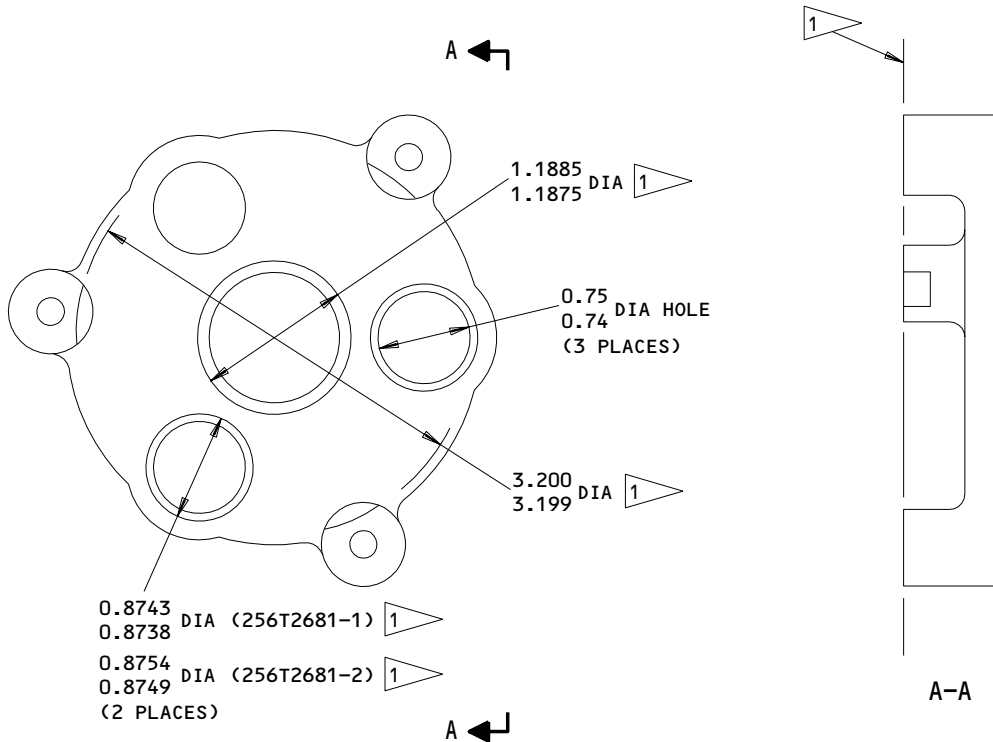 1
A
1.1885
1.1875 DIA 1
0.75
0.74 DIA HOLE
(3 PLACES)
3.200
3.199 DIA 1
0.8743
0.8738 DIA (256T2681-1) 1
0.8754
0.8749 DIA (256T2681-2) 1
(2 PLACES)
A-A
A